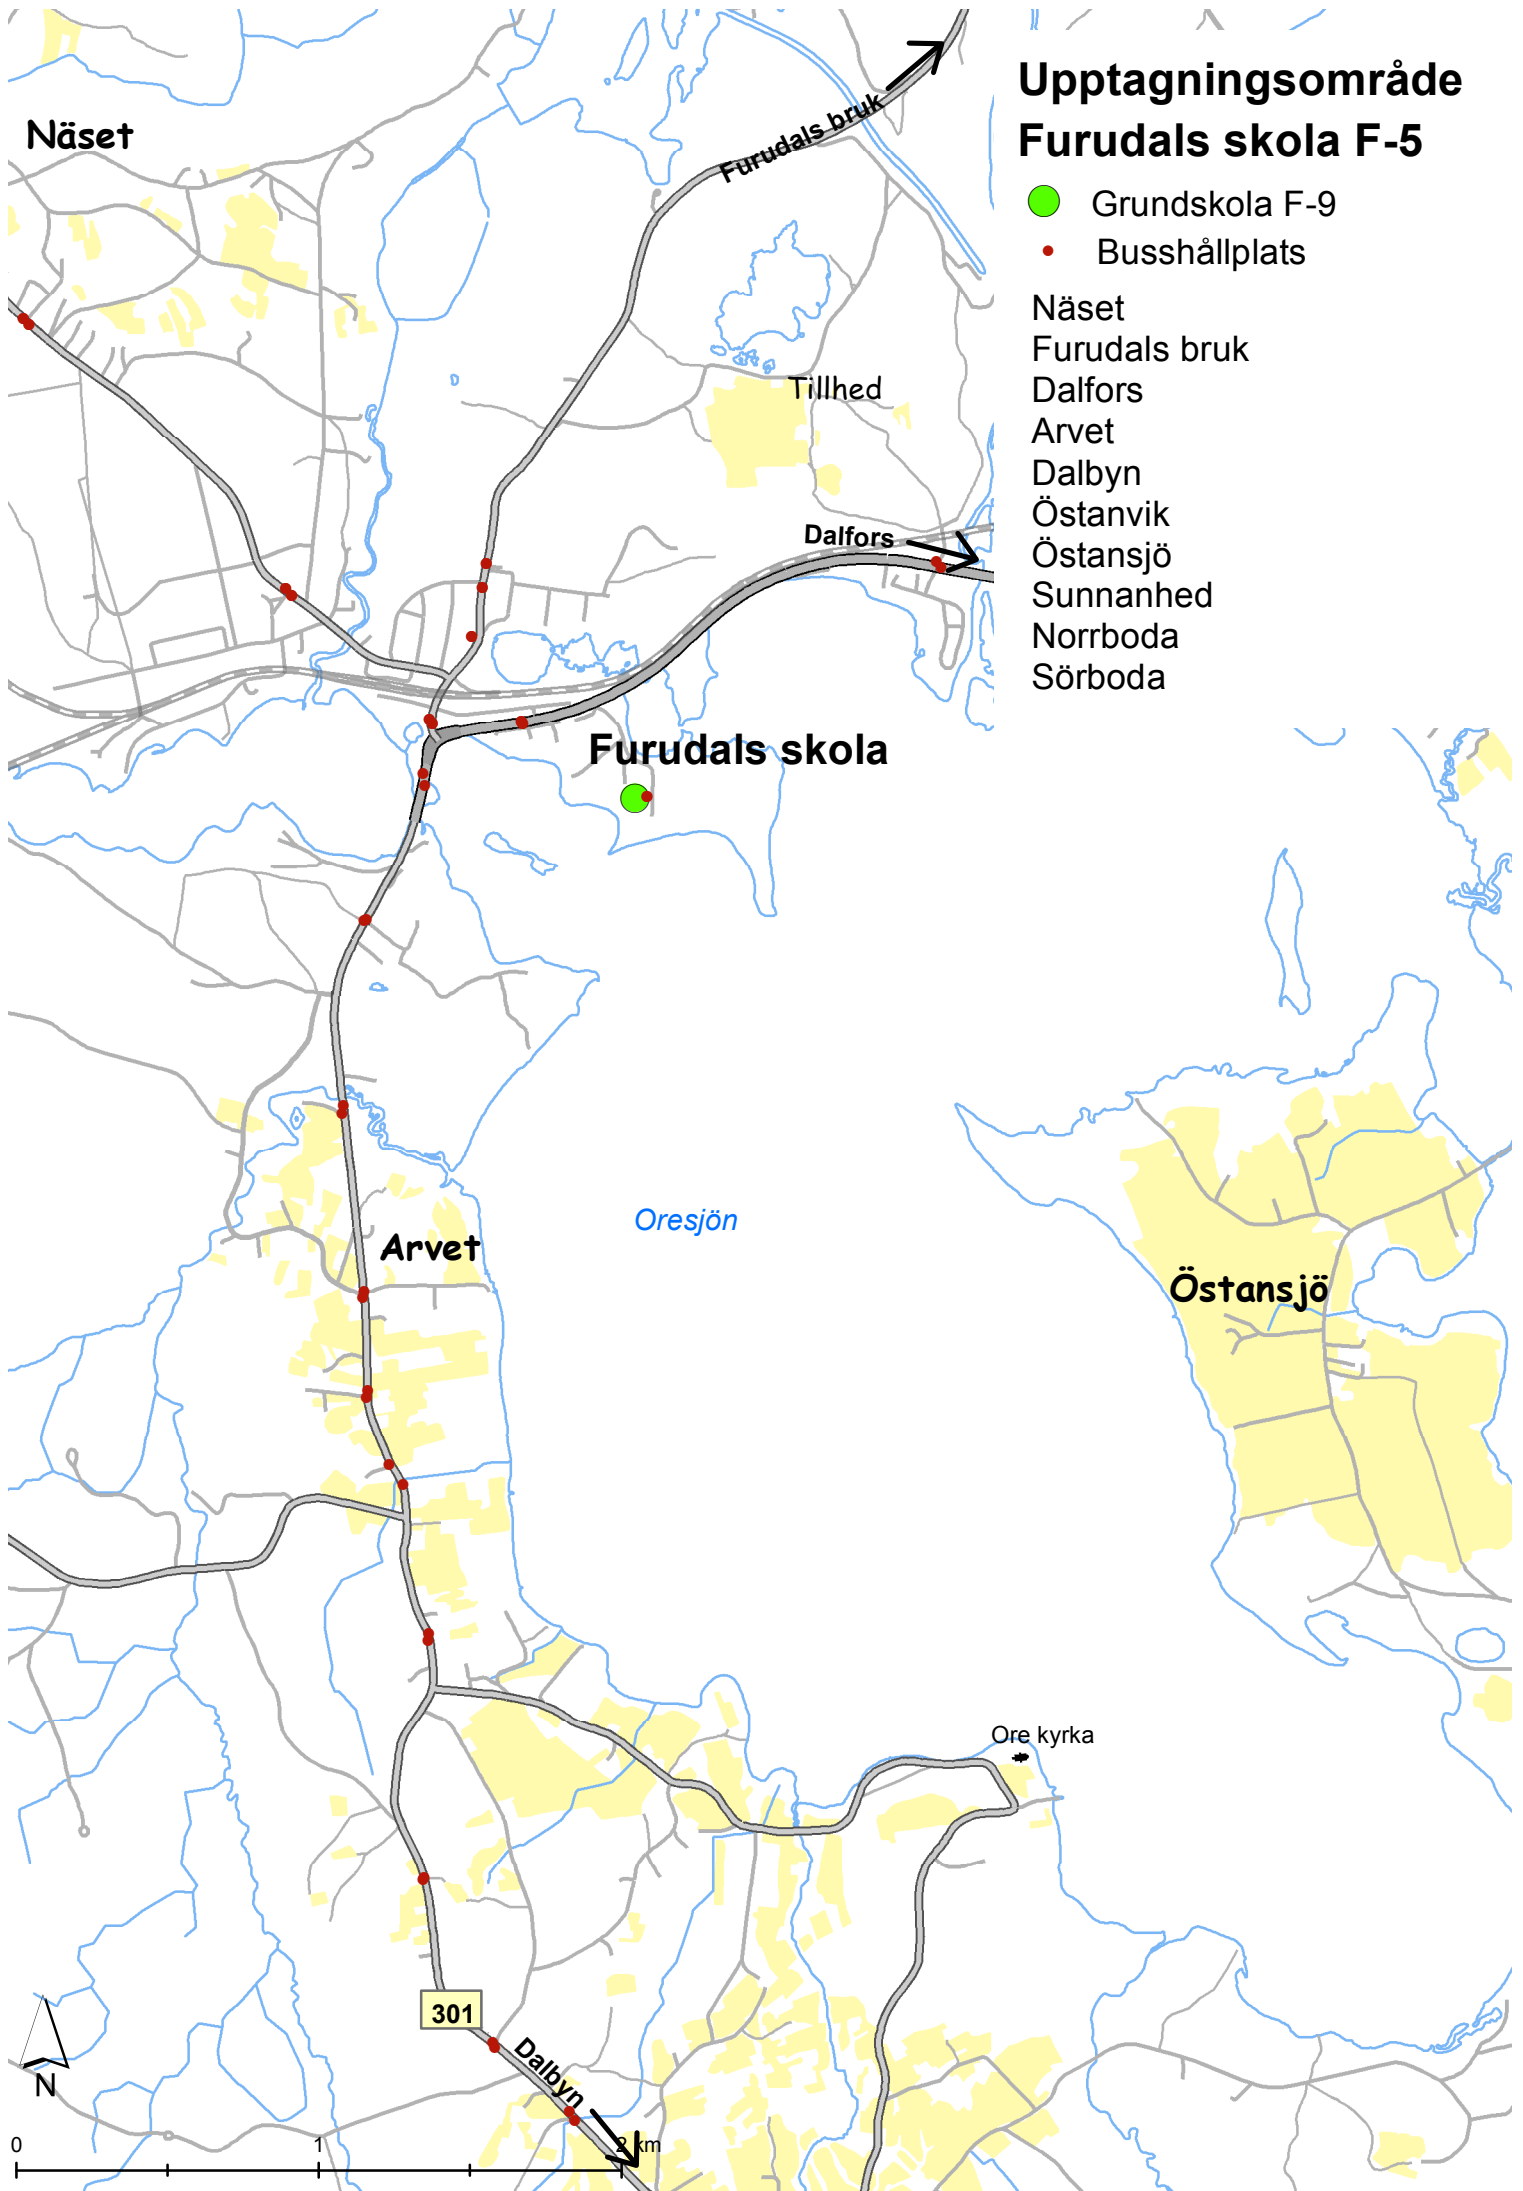 Upptagningsområde
Furudals skola F-5
Grundskola F-9
Busshållplats
Näset
Furudals bruk
Dalfors
Arvet
Dalbyn
Östanvik
Östansjö
Sunnanhed
Norrboda
Sörboda
Näset
Furudals bruk
Tillhed
Dalfors
Furudals skola
Oresjön
Arvet
Östansjö
Ore kyrka
301
Dalbyn
N
0 1 2 km